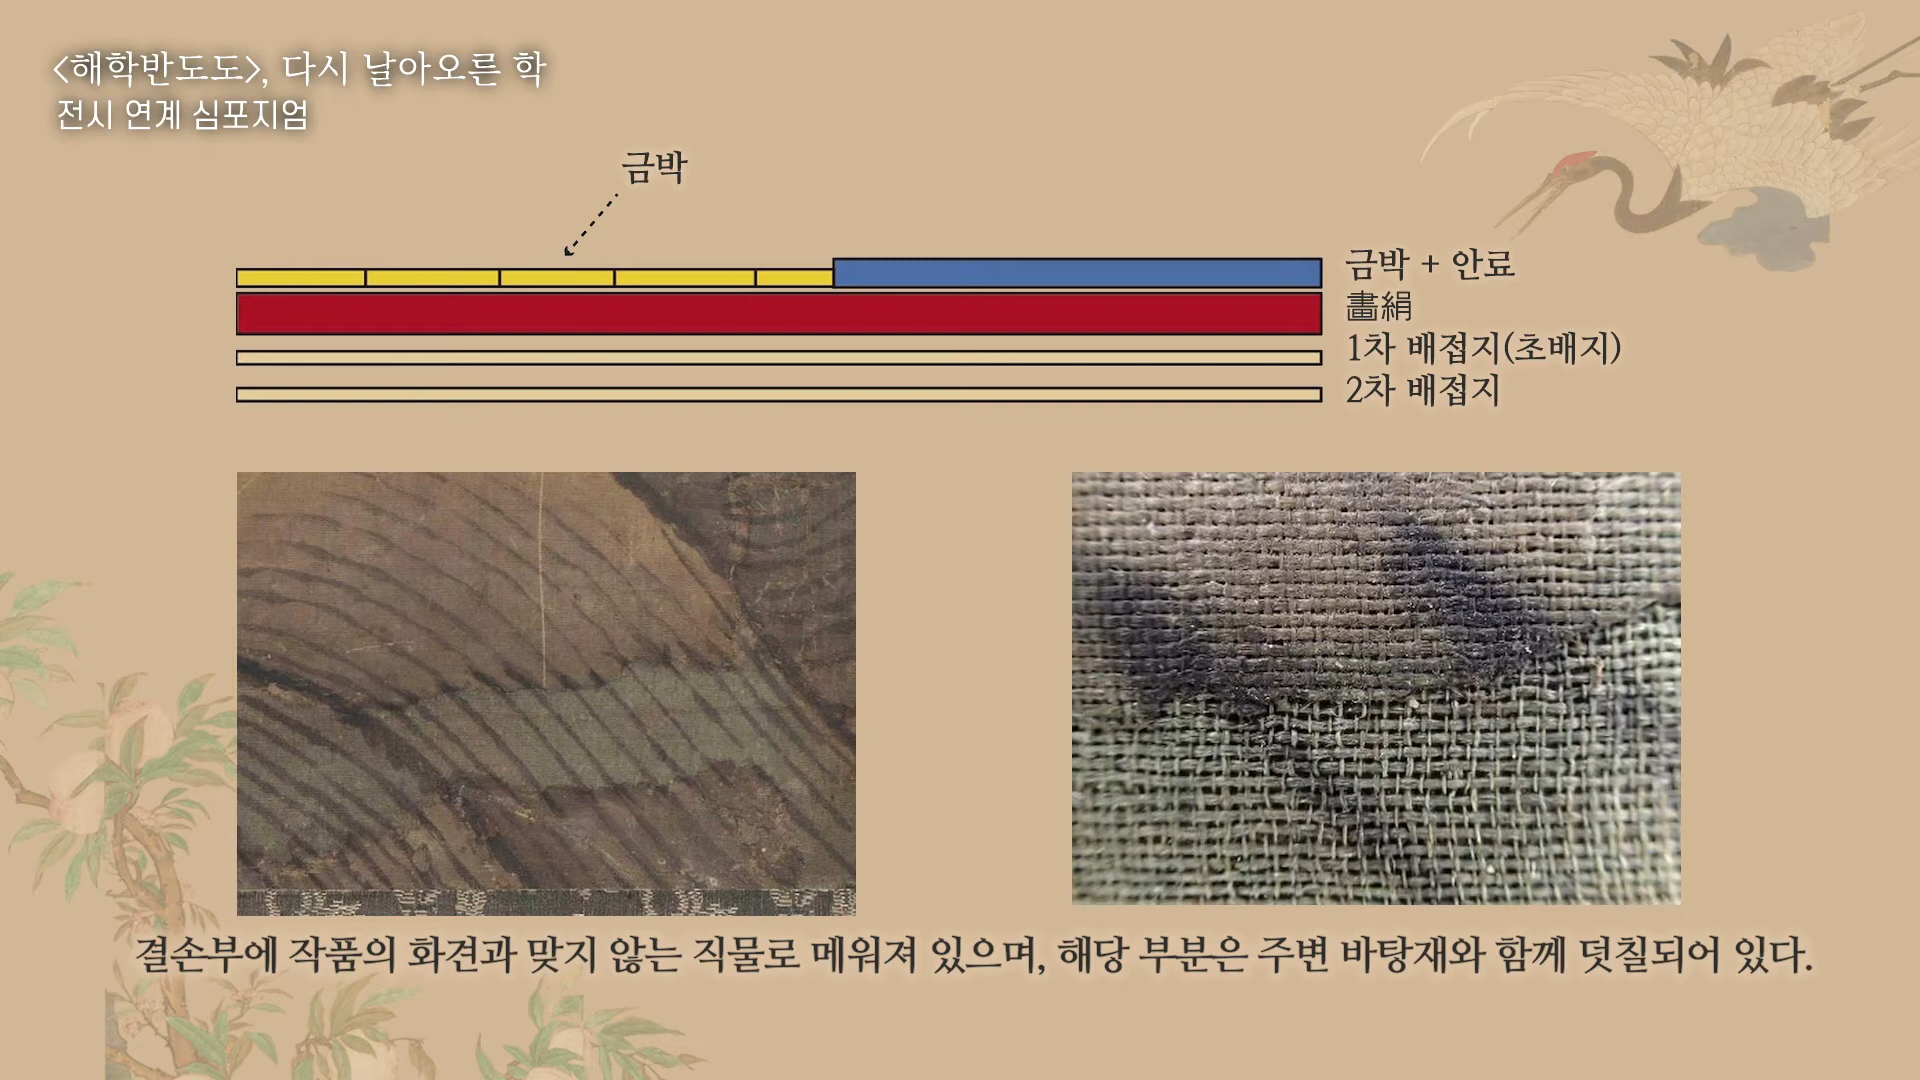 <해학반도도>, 다시 날아오른 학
전시 연계 심포지엄
금박
금박 + 안료
畵絹
1차 배접지(초배지)
2차 배접지
결손부에 작품의 화견과 맞지 않는 직물로 메워져 있으며, 해당 부분은 주변 바탕재와 함께 덧칠되어 있다.